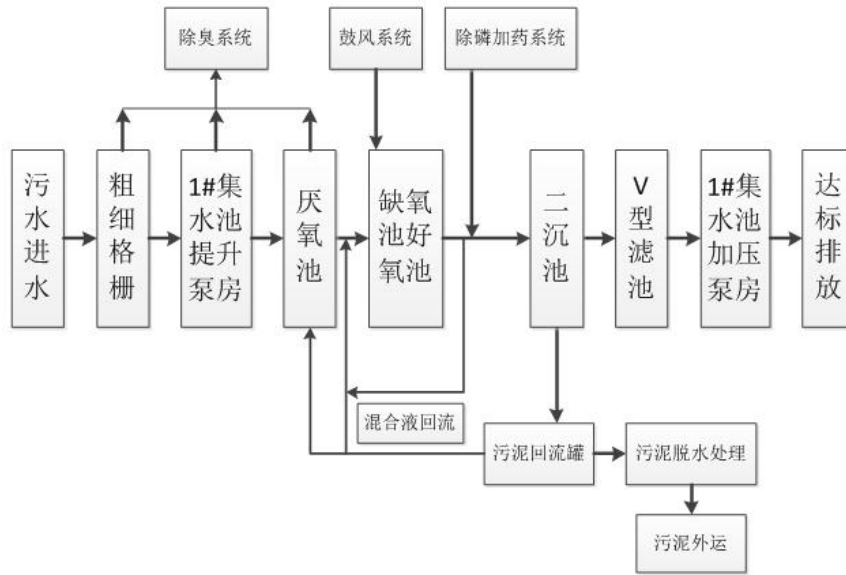 除臭系统
鼓风系统
除磷加药系统
污
水
进
水
粗
细
格
栅
1#集
水池
提升
泵房
厌
氧
池
缺氧
池好
氧池
二
沉
池
V
型
滤
池
1#集
水池
加压
泵房
达
标
排
放
混合液回流
污泥回流罐
污泥脱水处理
污泥外运